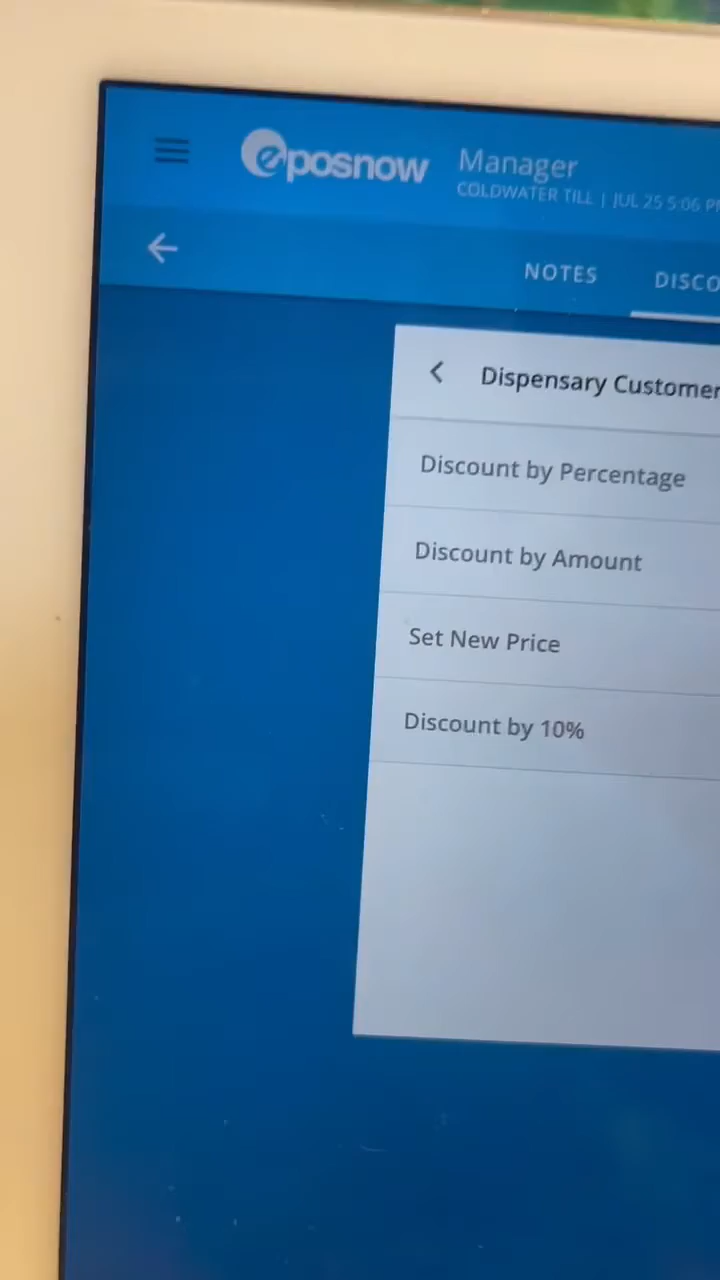 eposnow
Manager
COLDWATER TILL | JUL 25 5:06
NOTES
DISCO
Dispensary Customer
Discount by Percentage
Discount by Amount
Set New Price
Discount by 10%